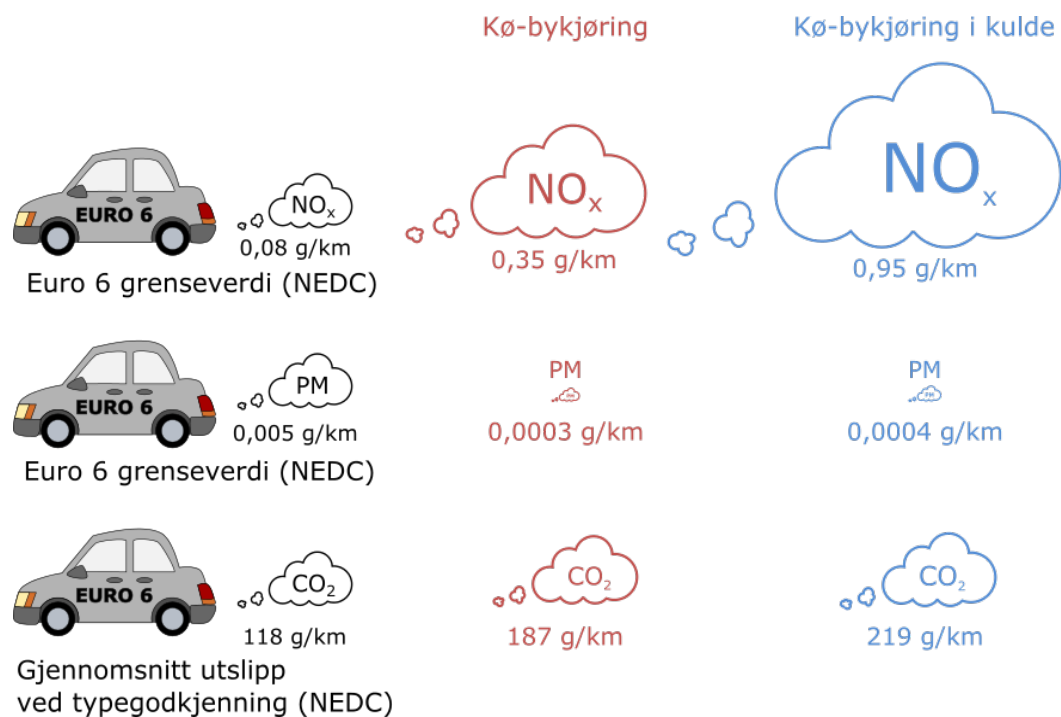 Kø-bykjøring
Kø-bykjøring i kulde
EURO 6
NOx
0,08 g/km
NOx
0,35 g/km
NOx
0,95 g/km
Euro 6 grenseverdi (NEDC)
EURO 6
PM
0,005 g/km
PM
PM
0,0003 g/km
PM
PM
0,0004 g/km
Euro 6 grenseverdi (NEDC)
EURO 6
CO2
118 g/km
CO2
187 g/km
CO2
219 g/km
Gjennomsnitt utslipp
ved typegodkjenning (NEDC)